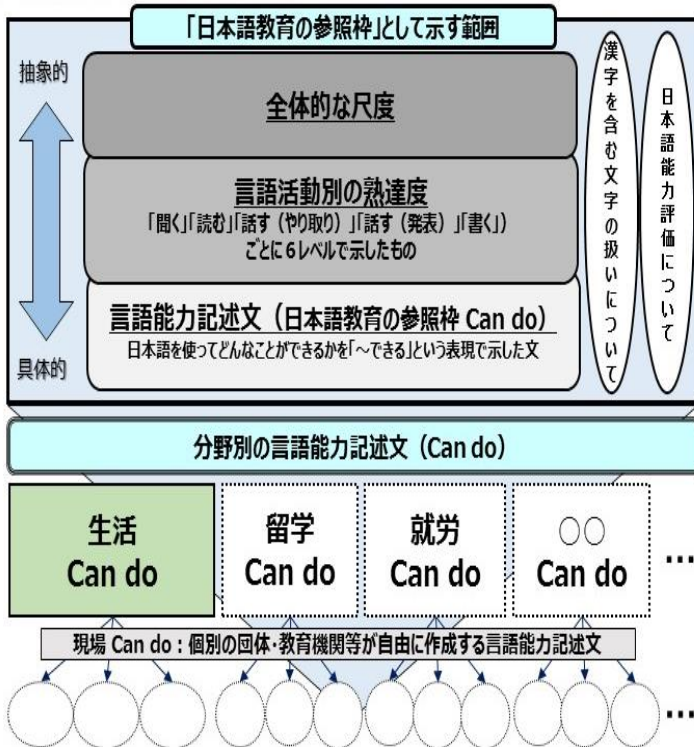 「日本語教育の参照枠」として示す範囲
抽象的
具体的
全体的な尺度
言語活動別の熟達度
「聞く」「読む」「話す（やり取り）」「話す（発表）」「書く」）
ごとに６レベルで示したもの
言語能力記述文（日本語教育の参照枠 Can do）
日本語を使ってどんなことができるかを「～できる」という表現で示した文
漢字を含む文字の扱いについて
日本語能力評価について
分野別の言語能力記述文（Can do）
生活
Can do
留学
Can do
就労
Can do
○○
Can do
…
現場 Can do：個別の団体・教育機関等が自由に作成する言語能力記述文
…